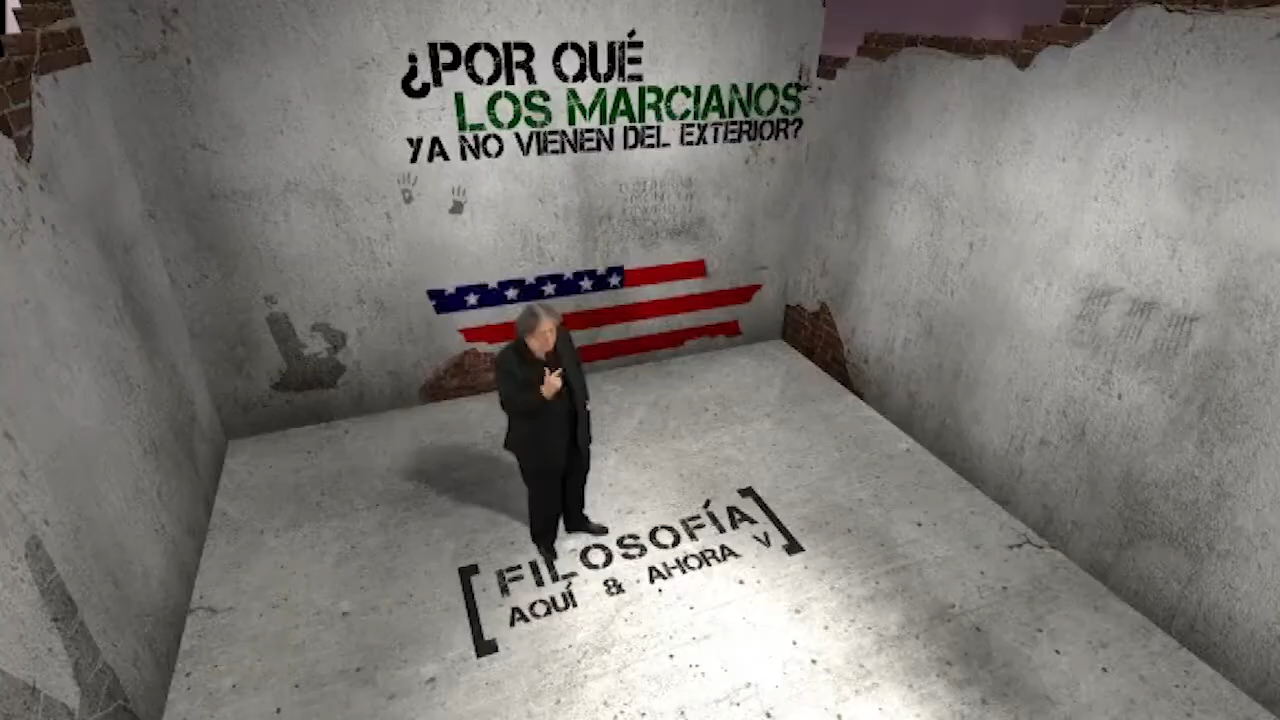 ¿POR QUÉ
LOS MARCIANOS
YA NO VIENEN DEL EXTERIOR?
[FILOSOFÍA
AQUÍ & AHORA V]